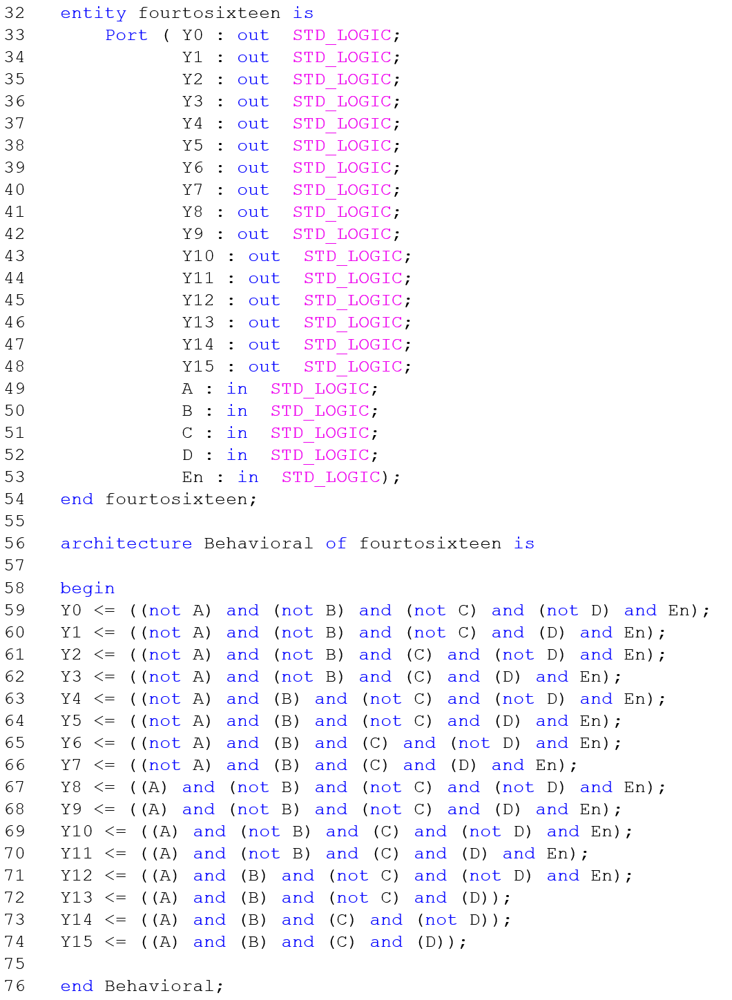 32 entity fourtosixteen is
33 Port ( Y0 : out STD_LOGIC;
34 Y1 : out STD_LOGIC;
35 Y2 : out STD_LOGIC;
36 Y3 : out STD_LOGIC;
37 Y4 : out STD_LOGIC;
38 Y5 : out STD_LOGIC;
39 Y6 : out STD_LOGIC;
40 Y7 : out STD_LOGIC;
41 Y8 : out STD_LOGIC;
42 Y9 : out STD_LOGIC;
43 Y10 : out STD_LOGIC;
44 Y11 : out STD_LOGIC;
45 Y12 : out STD_LOGIC;
46 Y13 : out STD_LOGIC;
47 Y14 : out STD_LOGIC;
48 Y15 : out STD_LOGIC;
49 A : in STD_LOGIC;
50 B : in STD_LOGIC;
51 C : in STD_LOGIC;
52 D : in STD_LOGIC;
53 En : in STD_LOGIC);
54 end fourtosixteen;
55
56 architecture Behavioral of fourtosixteen is
57
58 begin
59 Y0 <= ((not A) and (not B) and (not C) and (not D) and En);
60 Y1 <= ((not A) and (not B) and (not C) and (D) and En);
61 Y2 <= ((not A) and (not B) and (C) and (not D) and En);
62 Y3 <= ((not A) and (not B) and (C) and (D) and En);
63 Y4 <= ((not A) and (B) and (not C) and (not D) and En);
64 Y5 <= ((not A) and (B) and (not C) and (D) and En);
65 Y6 <= ((not A) and (B) and (C) and (not D) and En);
66 Y7 <= ((not A) and (B) and (C) and (D) and En);
67 Y8 <= ((A) and (not B) and (not C) and (not D) and En);
68 Y9 <= ((A) and (not B) and (not C) and (D) and En);
69 Y10 <= ((A) and (not B) and (C) and (not D) and En);
70 Y11 <= ((A) and (not B) and (C) and (D) and En);
71 Y12 <= ((A) and (B) and (not C) and (not D) and En);
72 Y13 <= ((A) and (B) and (not C) and (D));
73 Y14 <= ((A) and (B) and (C) and (not D));
74 Y15 <= ((A) and (B) and (C) and (D));
75
76 end Behavioral;